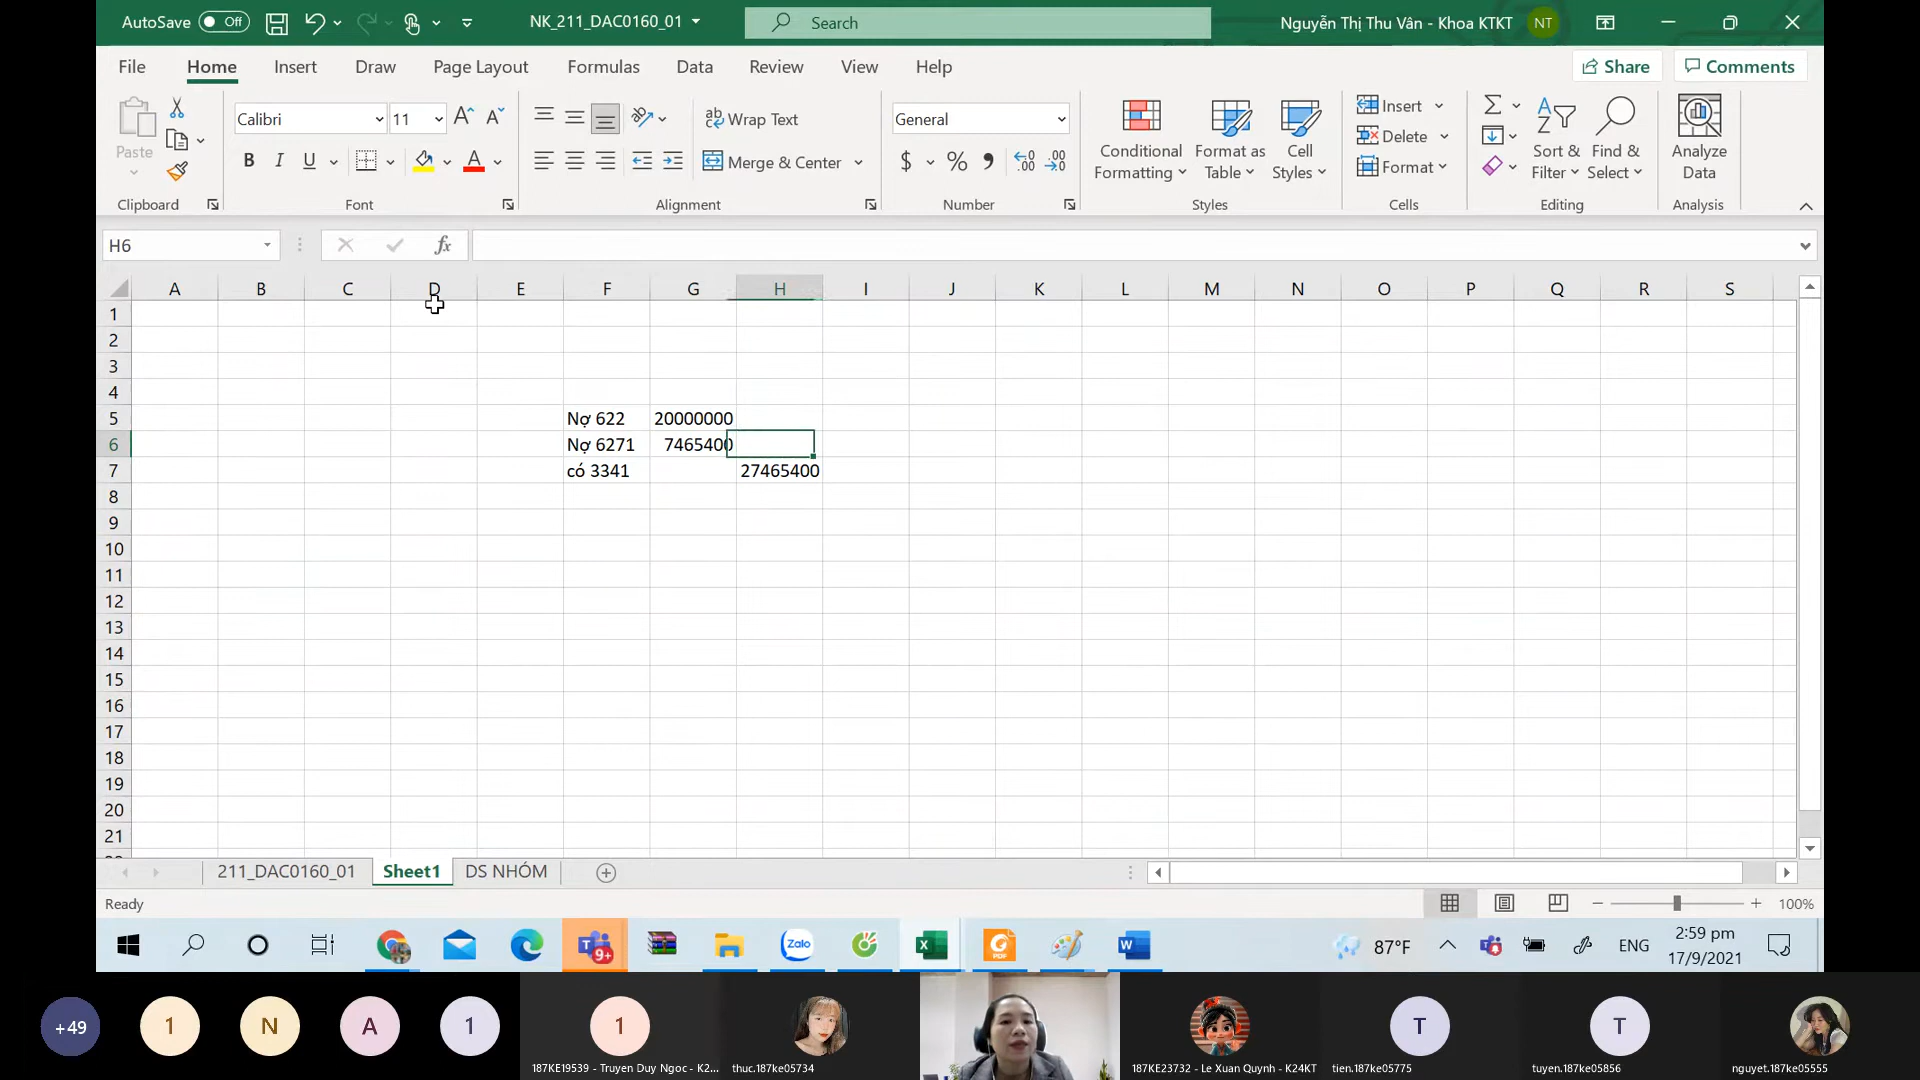 AutoSave Off NK_211_DAC0160_01 Search Nguyễn Thị Thu Vân - Khoa KTKT NT
File Home Insert Draw Page Layout Formulas Data Review View Help Share Comments
Paste
Clipboard
Calibri 11
B I U A
Font
ab Wrap Text
Merge & Center
Alignment
General
$ % 9 .00
Number
Conditional Formatting
Format as Table
Cell Styles
Styles
Insert
Delete
Format
Cells
Sort & Filter
Find & Select
Editing
Analyze Data
Analysis
H6 fx
A B C D E F G H I J K L M N O P Q R S
1
2
3
4
5 Nợ 622 20000000
6 Nợ 6271 7465400
7 có 3341 27465400
8
9
10
11
12
13
14
15
16
17
18
19
20
21
211_DAC0160_01 Sheet1 DS NHÓM
Ready 100%
9+ Zalo PDF 87°F ENG 2:59 pm
17/9/2021
+49 1 N A 1 1 T T
187KE19539 - Truyen Duy Ngoc - K2... thuc.187ke05734 187KE23732 - Le Xuan Quynh - K24KT tien.187ke05775 tuyen.187ke05856 nguyet.187ke05555